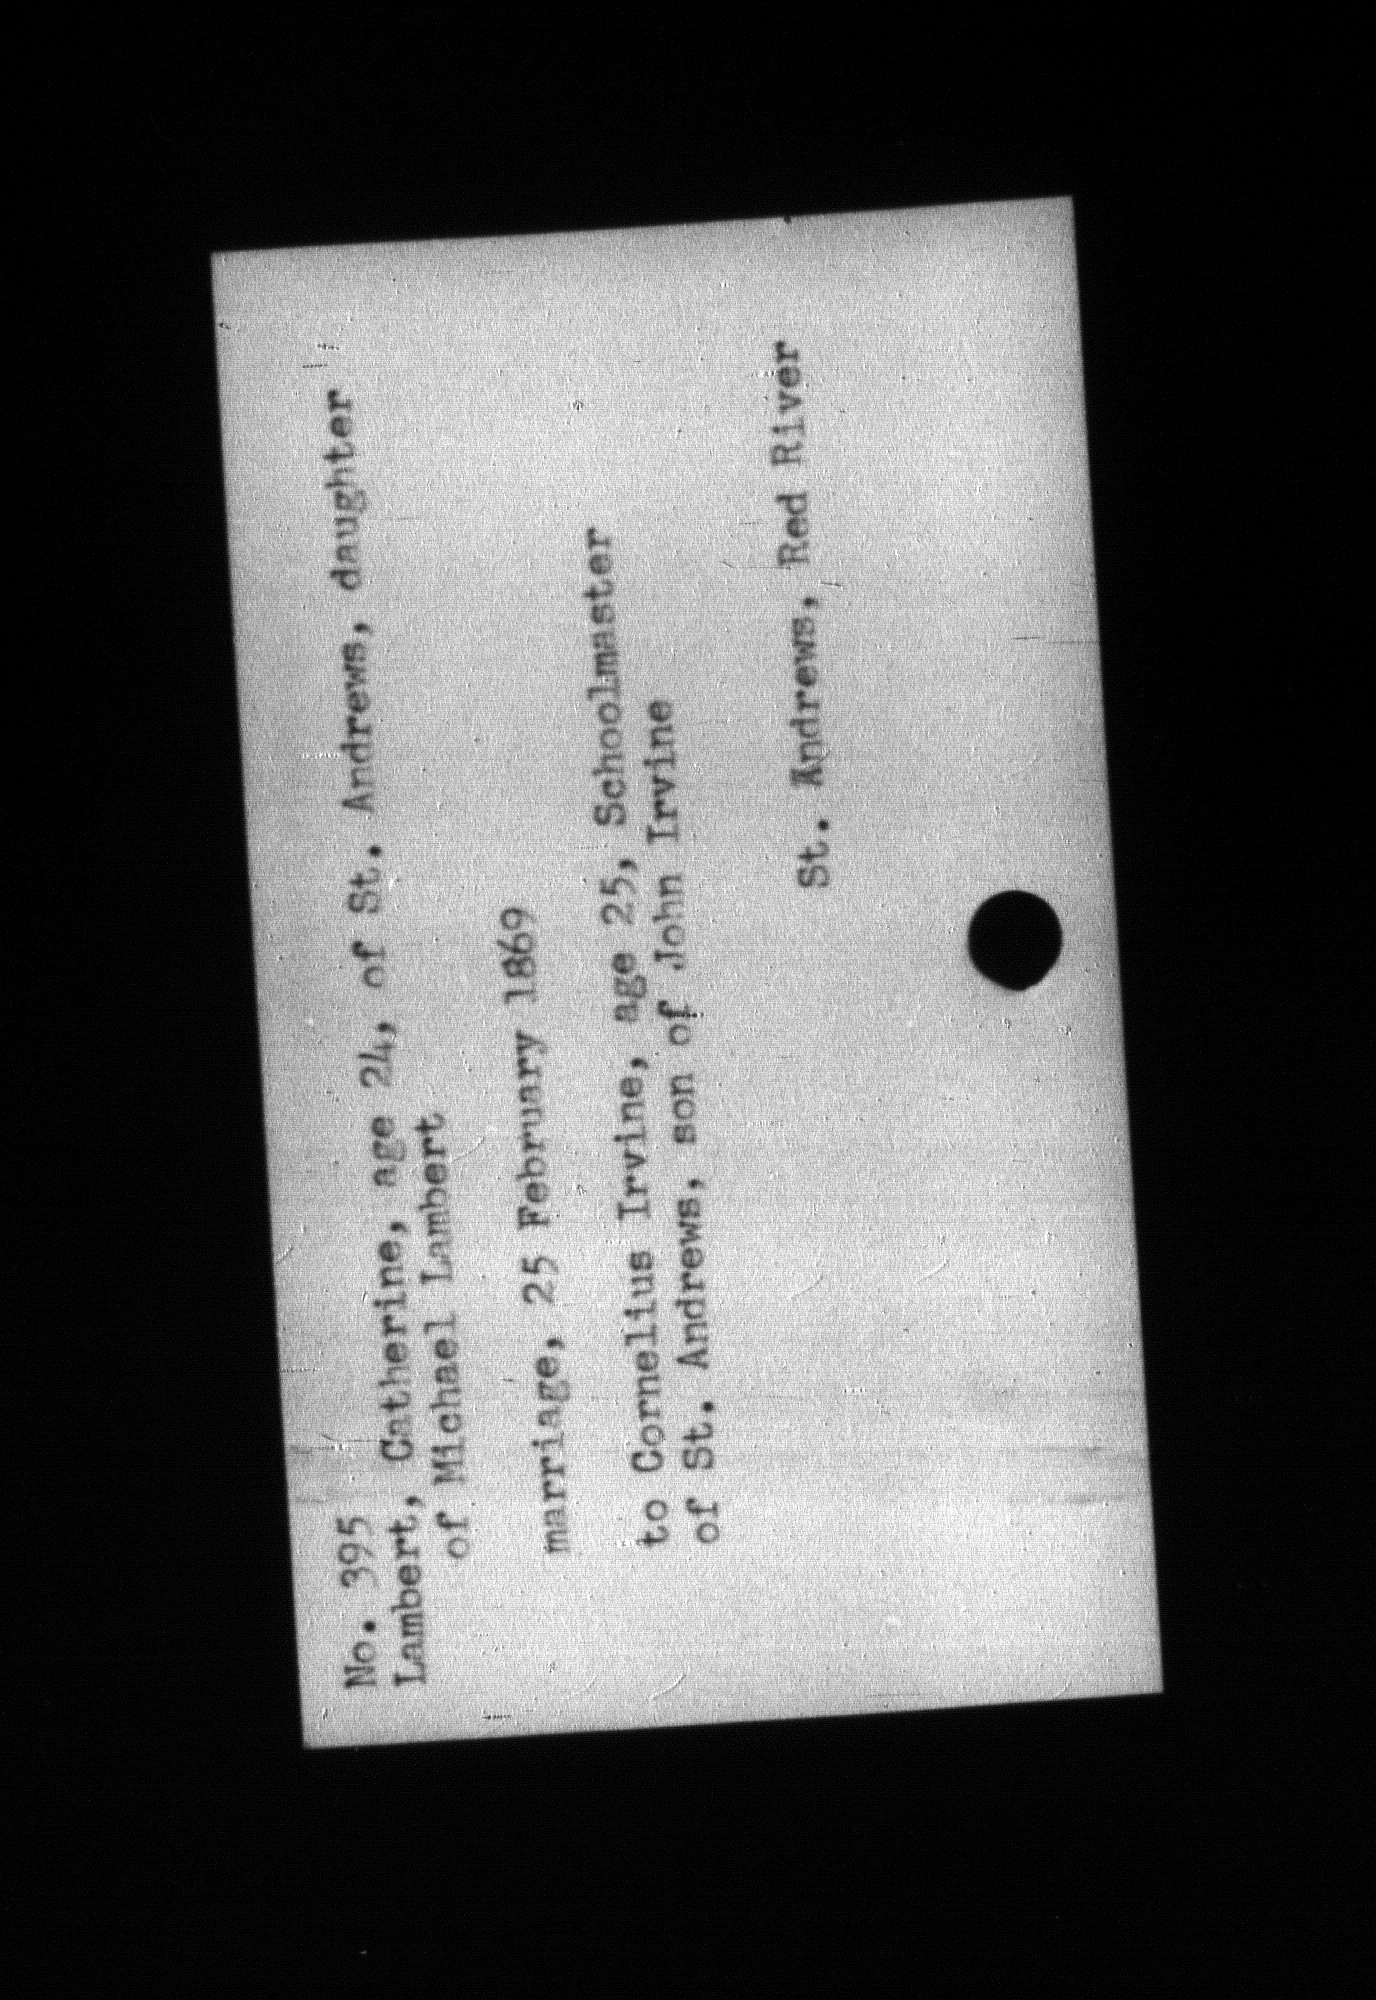 No. 395
Lambert, Catherine, age 24, of St. Andrews, daughter
of Michael Lambert
marriage, 25 February 1869
to Cornelius Irvine, age 25, Schoolmaster
of St. Andrews, son of John Irvine
St. Andrews, Red River